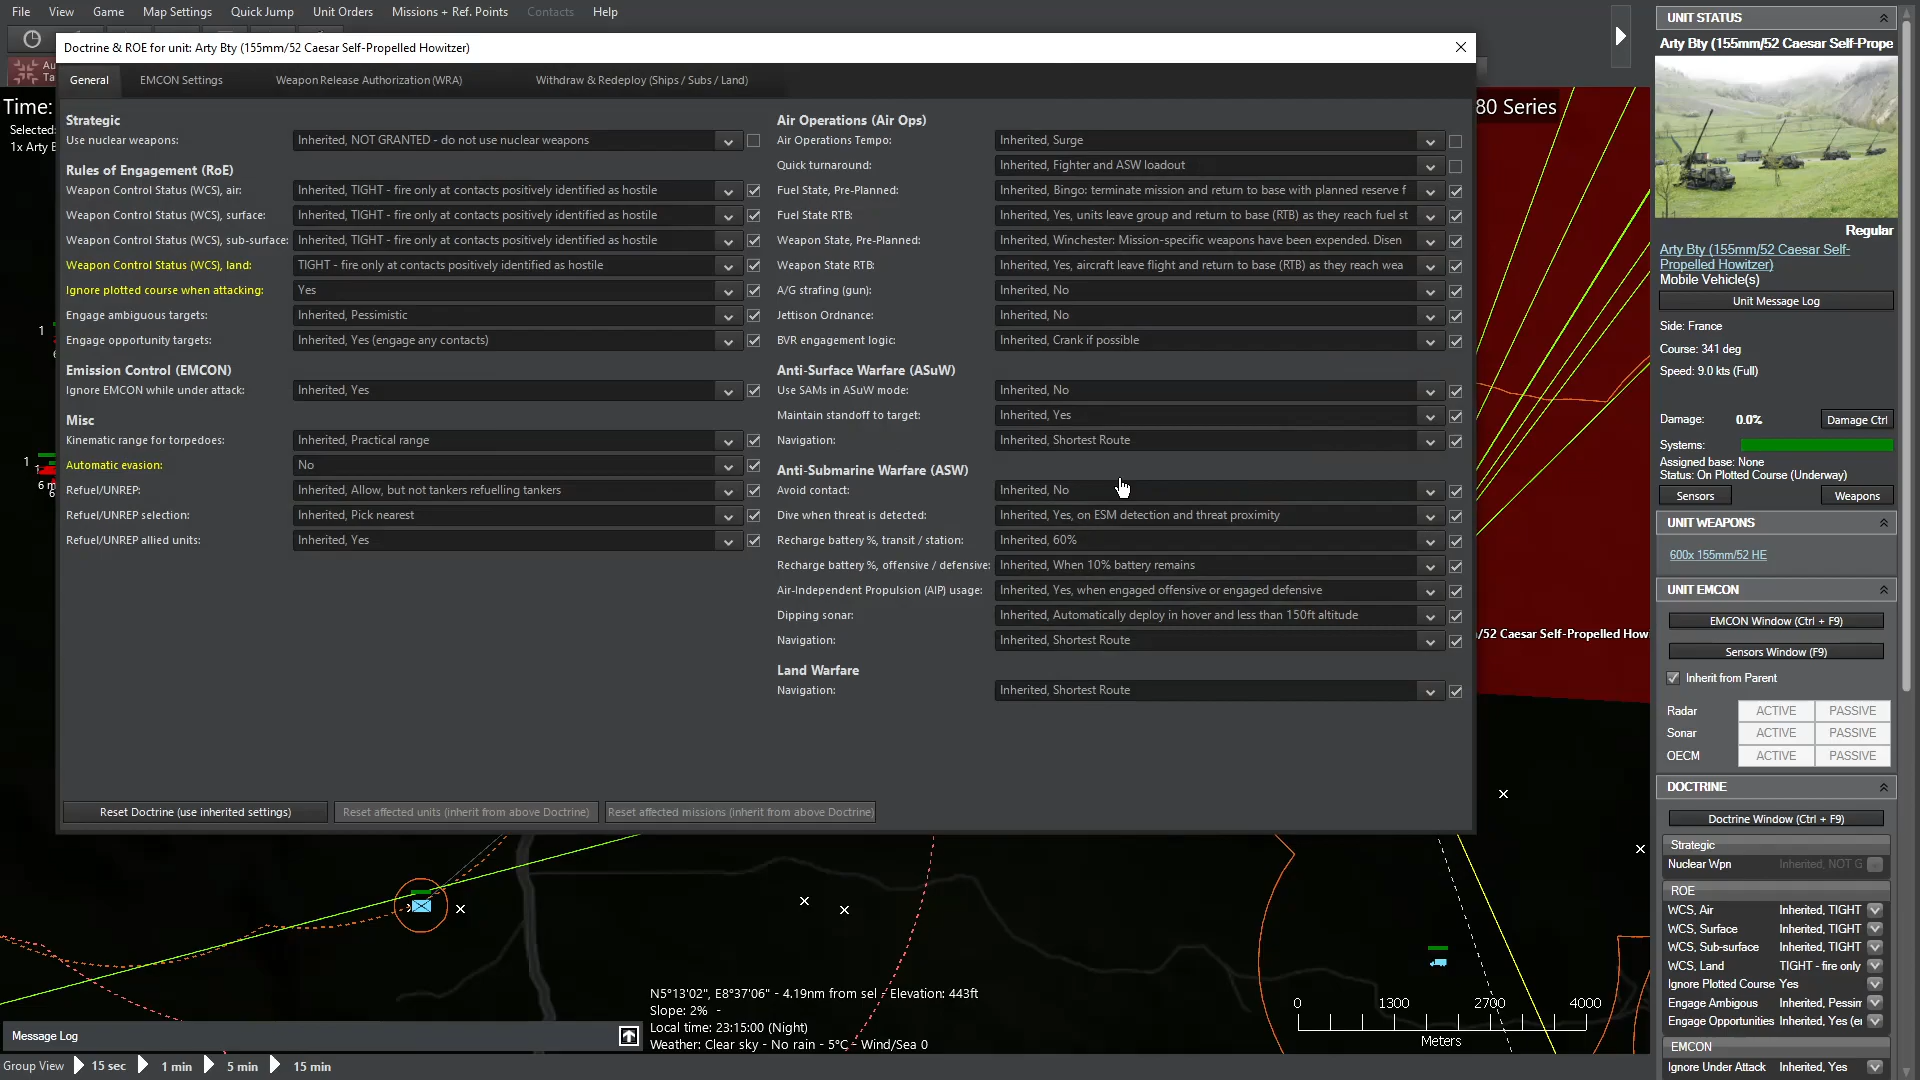 File View Game Map Settings Quick Jump Unit Orders Missions + Ref. Points Contacts Help
Doctrine & ROE for unit: Arty Bty (155mm/52 Caesar Self-Propelled Howitzer)
General EMCON Settings Weapon Release Authorization (WRA) Withdraw & Redeploy (Ships / Subs / Land)
Au
Ta
Time:
Selected:
1x Arty B
80 Series
Strategic
Use nuclear weapons: Inherited, NOT GRANTED - do not use nuclear weapons
Rules of Engagement (RoE)
Weapon Control Status (WCS), air: Inherited, TIGHT - fire only at contacts positively identified as hostile
Weapon Control Status (WCS), surface: Inherited, TIGHT - fire only at contacts positively identified as hostile
Weapon Control Status (WCS), sub-surface: Inherited, TIGHT - fire only at contacts positively identified as hostile
Weapon Control Status (WCS), land: TIGHT - fire only at contacts positively identified as hostile
Ignore plotted course when attacking: Yes
Engage ambiguous targets: Inherited, Pessimistic
Engage opportunity targets: Inherited, Yes (engage any contacts)
Emission Control (EMCON)
Ignore EMCON while under attack: Inherited, Yes
Misc
Kinematic range for torpedoes: Inherited, Practical range
Automatic evasion: No
Refuel/UNREP: Inherited, Allow, but not tankers refuelling tankers
Refuel/UNREP selection: Inherited, Pick nearest
Refuel/UNREP allied units: Inherited, Yes
Air Operations (Air Ops)
Air Operations Tempo: Inherited, Surge
Quick turnaround: Inherited, Fighter and ASW loadout
Fuel State, Pre-Planned: Inherited, Bingo: terminate mission and return to base with planned reserve f
Fuel State RTB: Inherited, Yes, units leave group and return to base (RTB) as they reach fuel st
Weapon State, Pre-Planned: Inherited, Winchester: Mission-specific weapons have been expended. Disen
Weapon State RTB: Inherited, Yes, aircraft leave flight and return to base (RTB) as they reach wea
A/G strafing (gun): Inherited, No
Jettison Ordnance: Inherited, No
BVR engagement logic: Inherited, Crank if possible
Anti-Surface Warfare (ASuW)
Use SAMs in ASuW mode: Inherited, No
Maintain standoff to target: Inherited, Yes
Navigation: Inherited, Shortest Route
Anti-Submarine Warfare (ASW)
Avoid contact: Inherited, No
Dive when threat is detected: Inherited, Yes, on ESM detection and threat proximity
Recharge battery %, transit / station: Inherited, 60%
Recharge battery %, offensive / defensive: Inherited, When 10% battery remains
Air-Independent Propulsion (AIP) usage: Inherited, Yes, when engaged offensive or engaged defensive
Dipping sonar: Inherited, Automatically deploy in hover and less than 150ft altitude
Navigation: Inherited, Shortest Route
Land Warfare
Navigation: Inherited, Shortest Route
Reset Doctrine (use inherited settings) Reset affected units (inherit from above Doctrine) Reset affected missions (inherit from above Doctrine)
1
1
6 m
/52 Caesar Self-Propelled How
N5°13'02", E8°37'06" - 4.19nm from sel - Elevation: 443ft
Slope: 2% -
Local time: 23:15:00 (Night)
Weather: Clear sky - No rain - 5°C - Wind/Sea 0
0 1300 2700 4000
Meters
Message Log
Group View 15 sec 1 min 5 min 15 min
UNIT STATUS
Arty Bty (155mm/52 Caesar Self-Prope
Regular
Arty Bty (155mm/52 Caesar Self-
Propelled Howitzer)
Mobile Vehicle(s)
Unit Message Log
Side: France
Course: 341 deg
Speed: 9.0 kts (Full)
Damage: 0.0% Damage Ctrl
Systems:
Assigned base: None
Status: On Plotted Course (Underway)
Sensors Weapons
UNIT WEAPONS
600x 155mm/52 HE
UNIT EMCON
EMCON Window (Ctrl + F9)
Sensors Window (F9)
Inherit from Parent
Radar ACTIVE PASSIVE
Sonar ACTIVE PASSIVE
OECM ACTIVE PASSIVE
DOCTRINE
Doctrine Window (Ctrl + F9)
Strategic
Nuclear Wpn Inherited, NOT G
ROE
WCS, Air Inherited, TIGHT
WCS, Surface Inherited, TIGHT
WCS, Sub-surface Inherited, TIGHT
WCS, Land TIGHT - fire only
Ignore Plotted Course Yes
Engage Ambiguous Inherited, Pessim
Engage Opportunities Inherited, Yes (e
EMCON
Ignore Under Attack Inherited, Yes